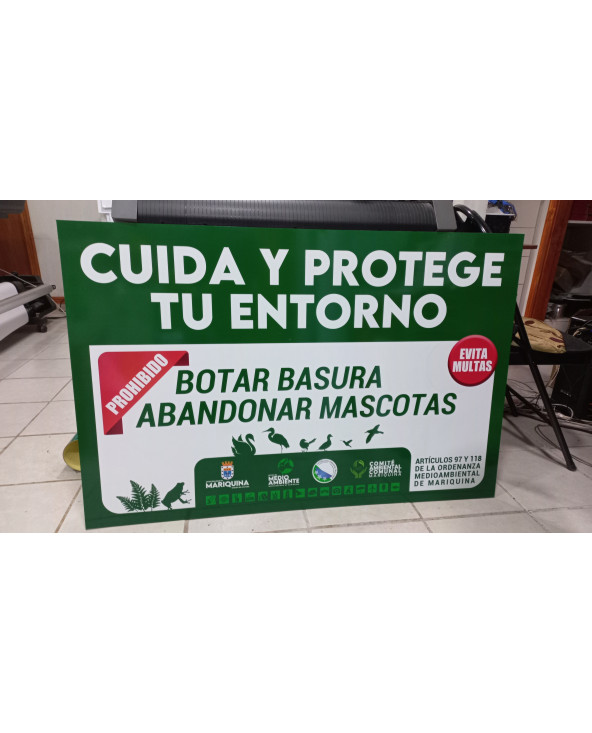 CUIDA Y PROTEGE
TU ENTORNO
PROHIBIDO
EVITA
MULTAS
BOTAR BASURA
ABANDONAR MASCOTAS
MARIQUINA
MEDIO
AMBIENTE
COMITÉ
AMBIENTAL
COMUNAL
MARIQUINA
ARTÍCULOS 97 Y 118
DE LA ORDENANZA
MEDIOAMBIENTAL
DE MARIQUINA